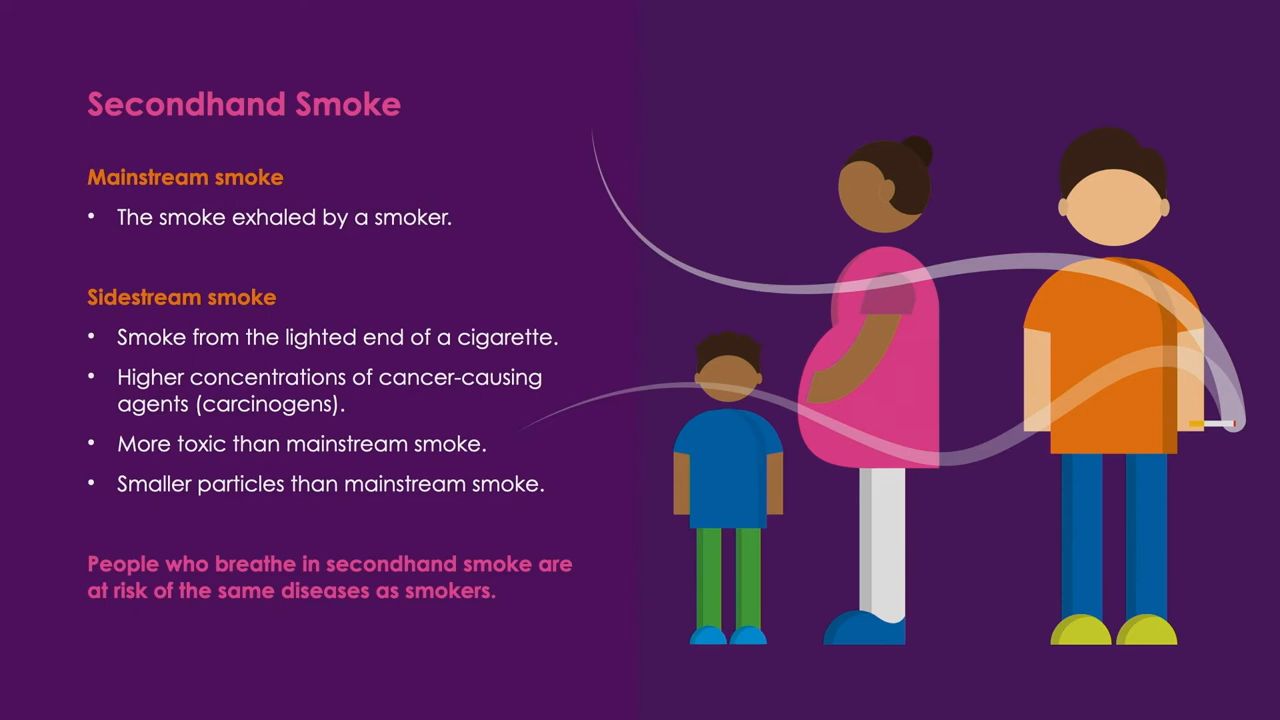 Secondhand Smoke
Mainstream smoke
• The smoke exhaled by a smoker.
Sidestream smoke
• Smoke from the lighted end of a cigarette.
• Higher concentrations of cancer-causing
agents (carcinogens).
• More toxic than mainstream smoke.
• Smaller particles than mainstream smoke.
People who breathe in secondhand smoke are
at risk of the same diseases as smokers.